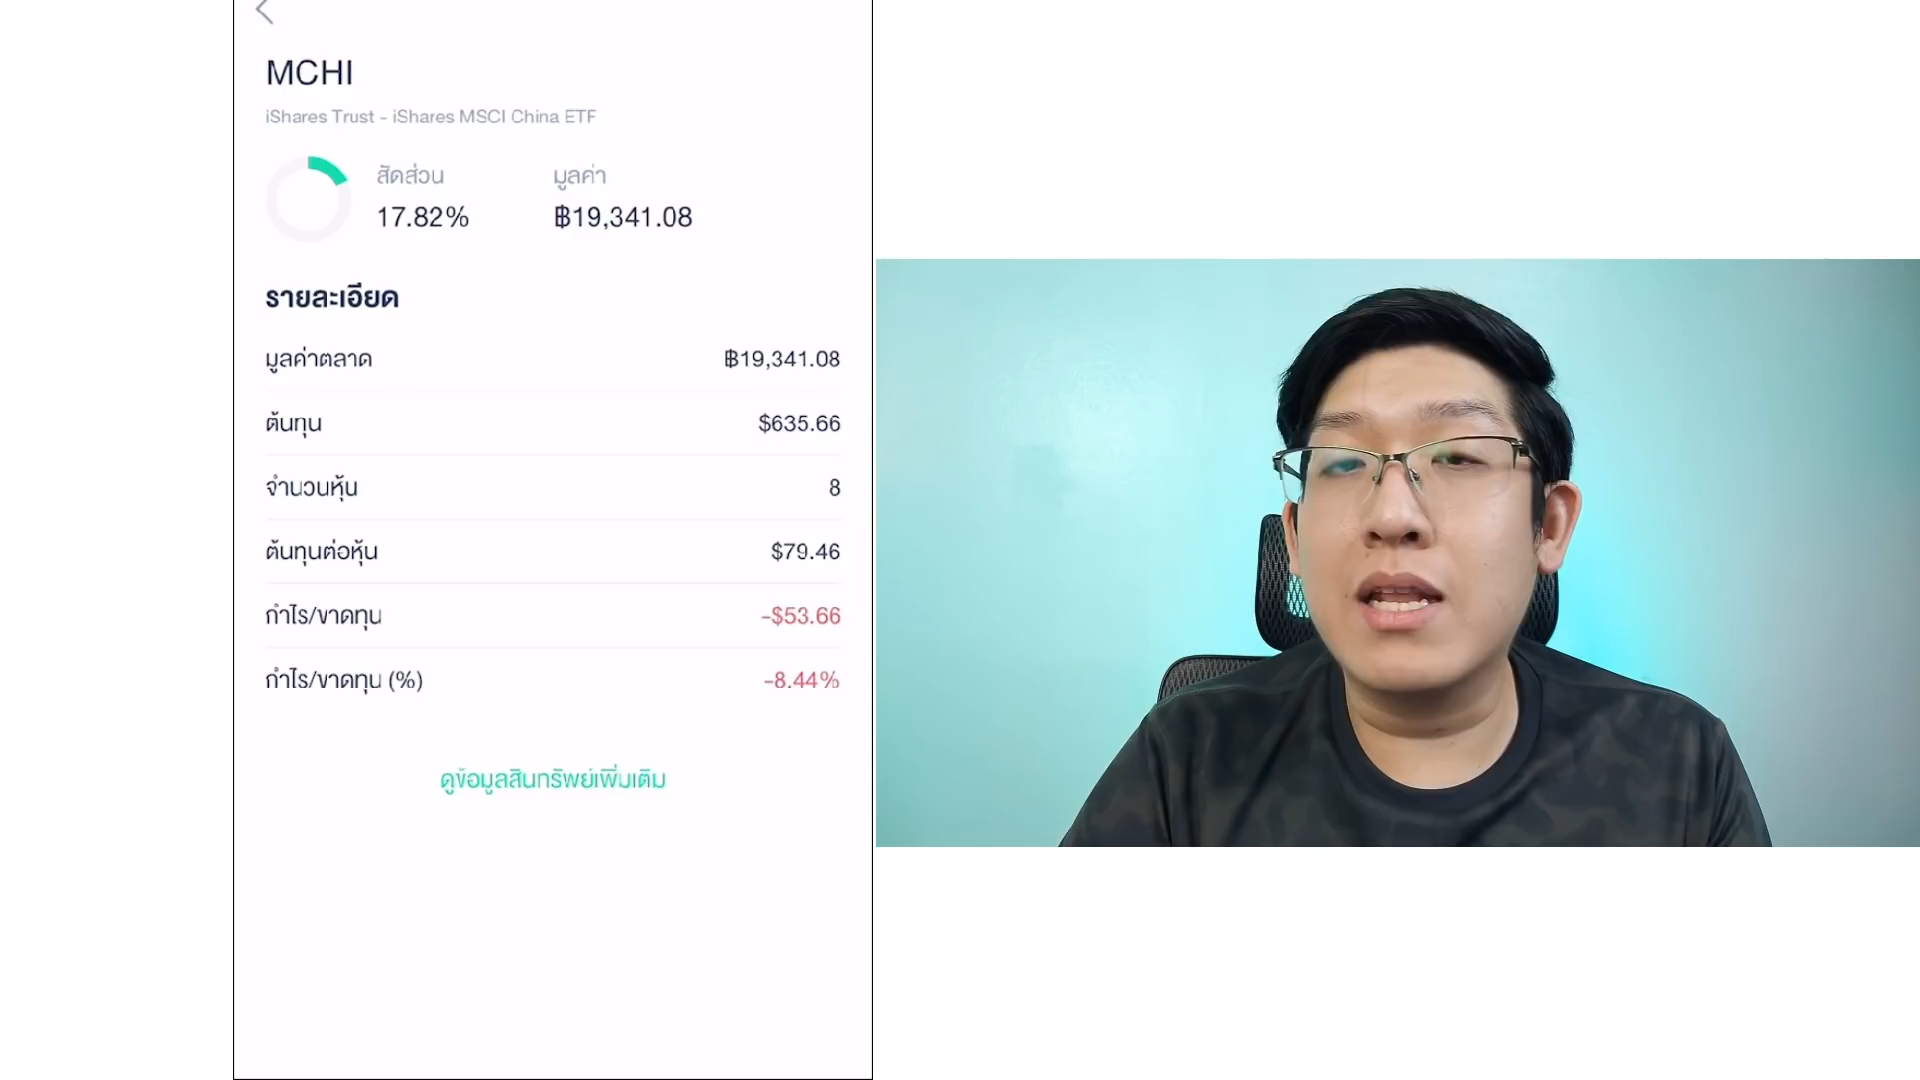 MCHI
iShares Trust - iShares MSCI China ETF
สัดส่วน มูลค่า
17.82% ฿19,341.08
รายละเอียด
มูลค่าตลาด ฿19,341.08
ต้นทุน $635.66
จำนวนหุ้น 8
ต้นทุนต่อหุ้น $79.46
กำไร/ขาดทุน -$53.66
กำไร/ขาดทุน (%) -8.44%
ดูข้อมูลสินทรัพย์เพิ่มเติม